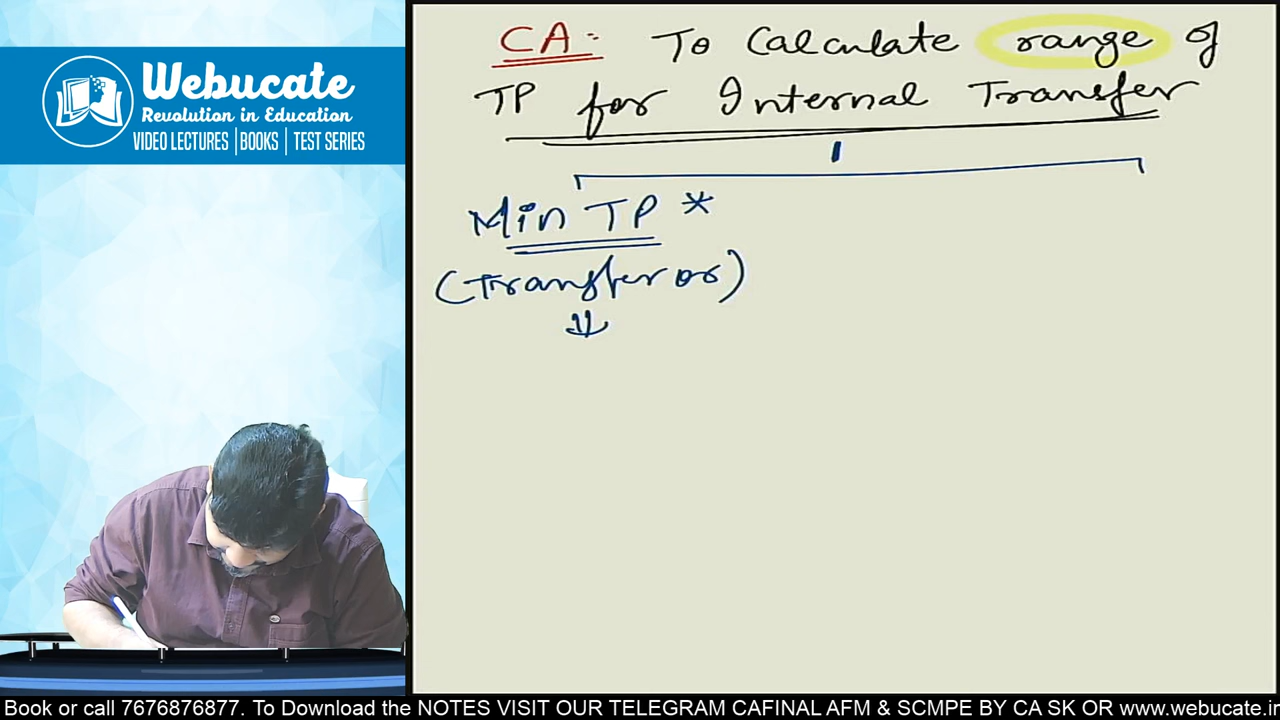 Webucate
Revolution in Education
VIDEO LECTURES | BOOKS | TEST SERIES
CA:- To Calculate range of
TP for Internal Transfer
Min TP *
(Transferor)
Book or call 7676876877. To Download the NOTES VISIT OUR TELEGRAM CAFINAL AFM & SCMPE BY CA SK OR www.webucate.in